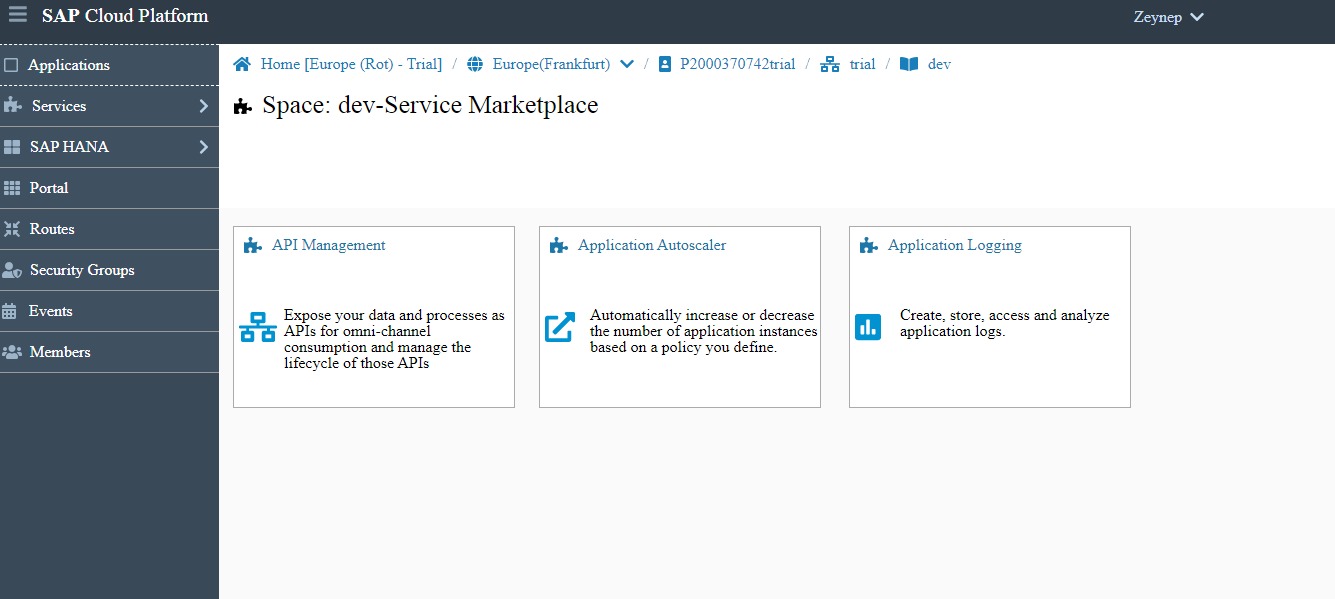 SAP Cloud Platform
Zeynep
Applications
Services
SAP HANA
Portal
Routes
Security Groups
Events
Members
Home [Europe (Rot) - Trial] / Europe(Frankfurt) / P2000370742trial / trial / dev
Space: dev-Service Marketplace
API Management
Expose your data and processes as
APIs for omni-channel
consumption and manage the
lifecycle of those APIs
Application Autoscaler
Automatically increase or decrease
the number of application instances
based on a policy you define.
Application Logging
Create, store, access and analyze
application logs.